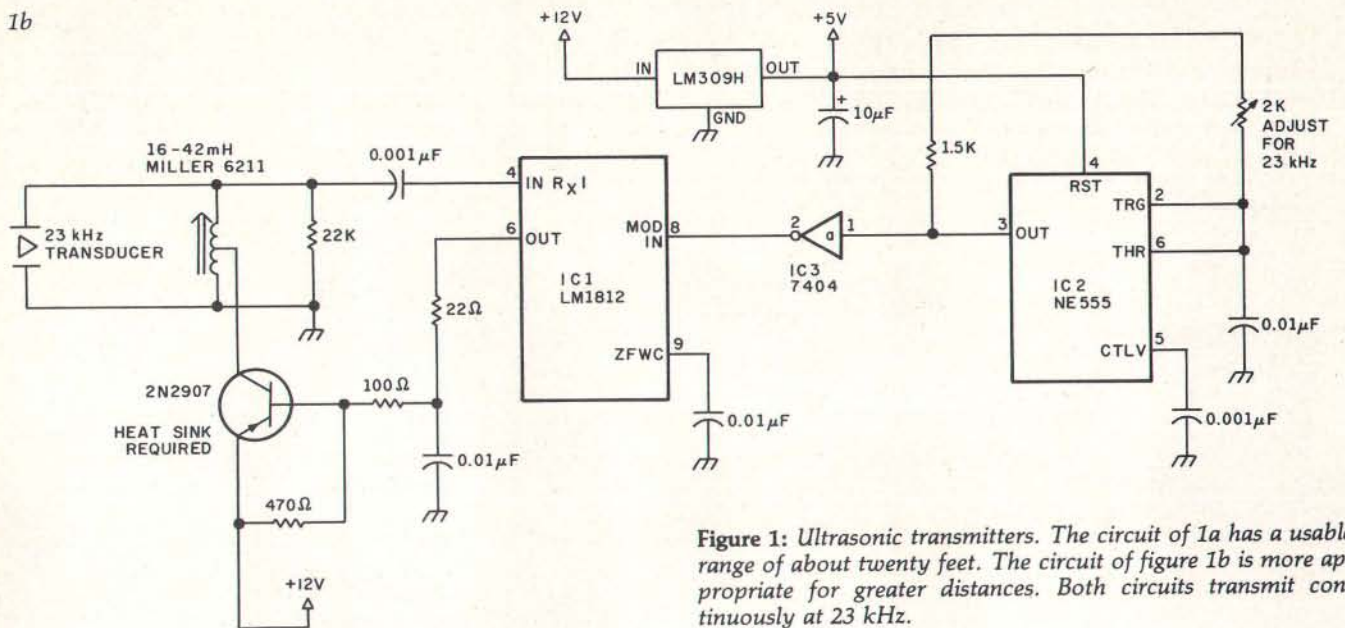 1b
+12V
+5V
IN
LM309H
OUT
GND
+
10µF
2K
ADJUST
FOR
23 kHz
1.5K
16-42mH
MILLER 6211
0.001µF
4
IN RX I
6
OUT
MOD
IN
8
2
a
1
IC3
7404
3
OUT
4
RST
TRG
2
THR
6
IC2
NE555
CTLV
5
0.01µF
0.001µF
23 kHz
TRANSDUCER
22K
IC1
LM1812
22Ω
ZFWC
9
0.01µF
2N2907
100Ω
HEAT SINK
REQUIRED
0.01µF
470Ω
+12V
Figure 1: Ultrasonic transmitters. The circuit of 1a has a usabl
range of about twenty feet. The circuit of figure 1b is more ap-
propriate for greater distances. Both circuits transmit con-
tinuously at 23 kHz.